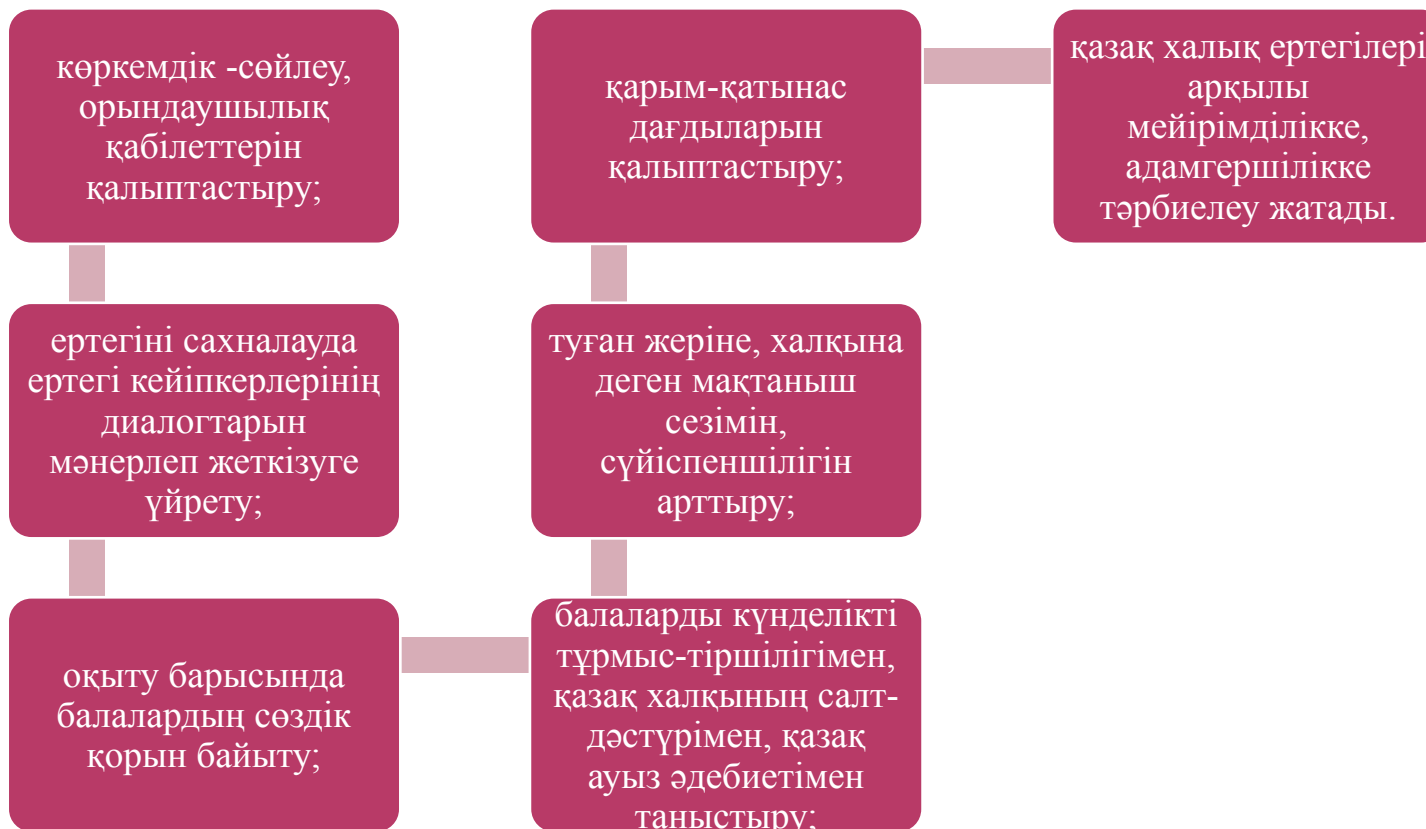 көркемдік -сөйлеу,
орындаушылық
қабілеттерін
қалыптастыру;
ертегіні сахналауда
ертегі кейіпкерлерінің
диалогтарын
мәнерлеп жеткізуге
үйрету;
оқыту барысында
балалардың сөздік
қорын байыту;
балаларды күнделікті
тұрмыс-тіршілігімен,
қазақ халқының салт-
дәстүрімен, қазақ
ауыз әдебиетімен
таныстыру;
туған жеріне, халқына
деген мақтаныш
сезімін,
сүйіспеншілігін
арттыру;
қарым-қатынас
дағдыларын
қалыптастыру;
қазақ халық ертегілері
арқылы
мейірімділікке,
адамгершілікке
тәрбиелеу жатады.